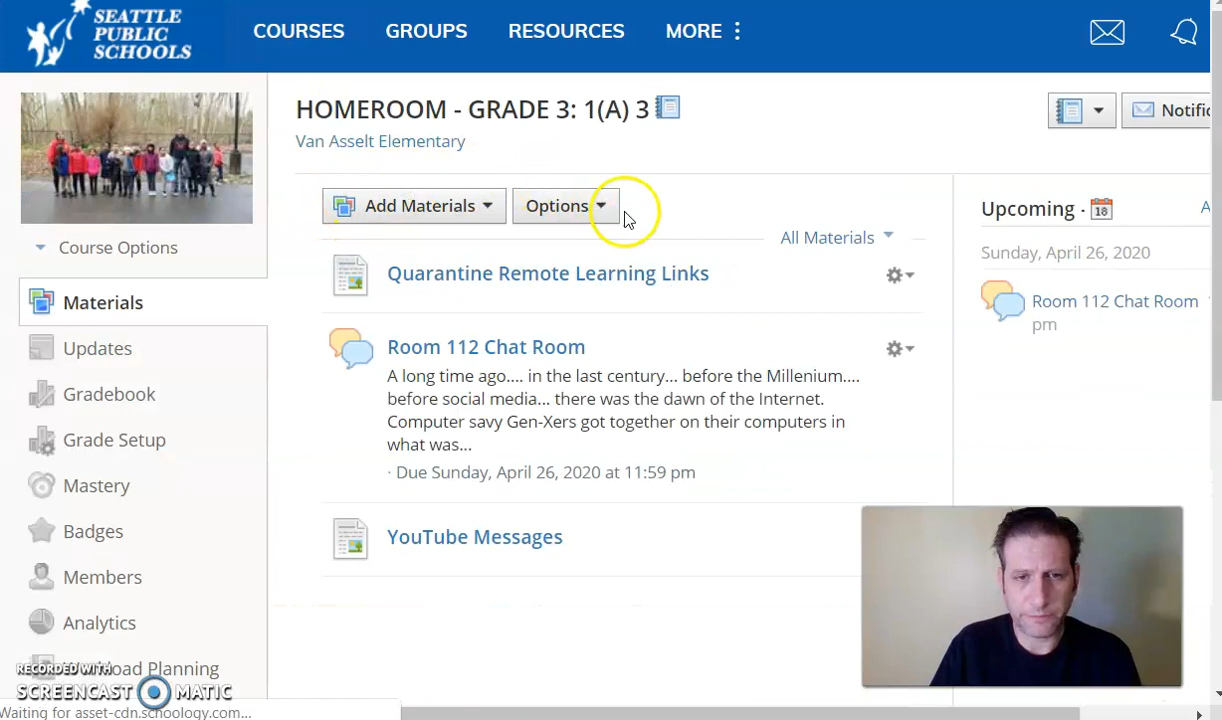 SEATTLE
PUBLIC
SCHOOLS
COURSES GROUPS RESOURCES MORE
HOMEROOM - GRADE 3: 1(A) 3
Notific
Van Asselt Elementary
Add Materials Options
All Materials
Upcoming - 18
A
Sunday, April 26, 2020
Room 112 Chat Room
pm
Course Options
Materials
Updates
Gradebook
Grade Setup
Mastery
Badges
Members
Analytics
load Planning
Quarantine Remote Learning Links
Room 112 Chat Room
A long time ago.... in the last century... before the Millenium....
before social media... there was the dawn of the Internet.
Computer savy Gen-Xers got together on their computers in
what was...
· Due Sunday, April 26, 2020 at 11:59 pm
YouTube Messages
RECORDED WITH
SCREENCAST MATIC
Waiting for asset-cdn.schoology.com...